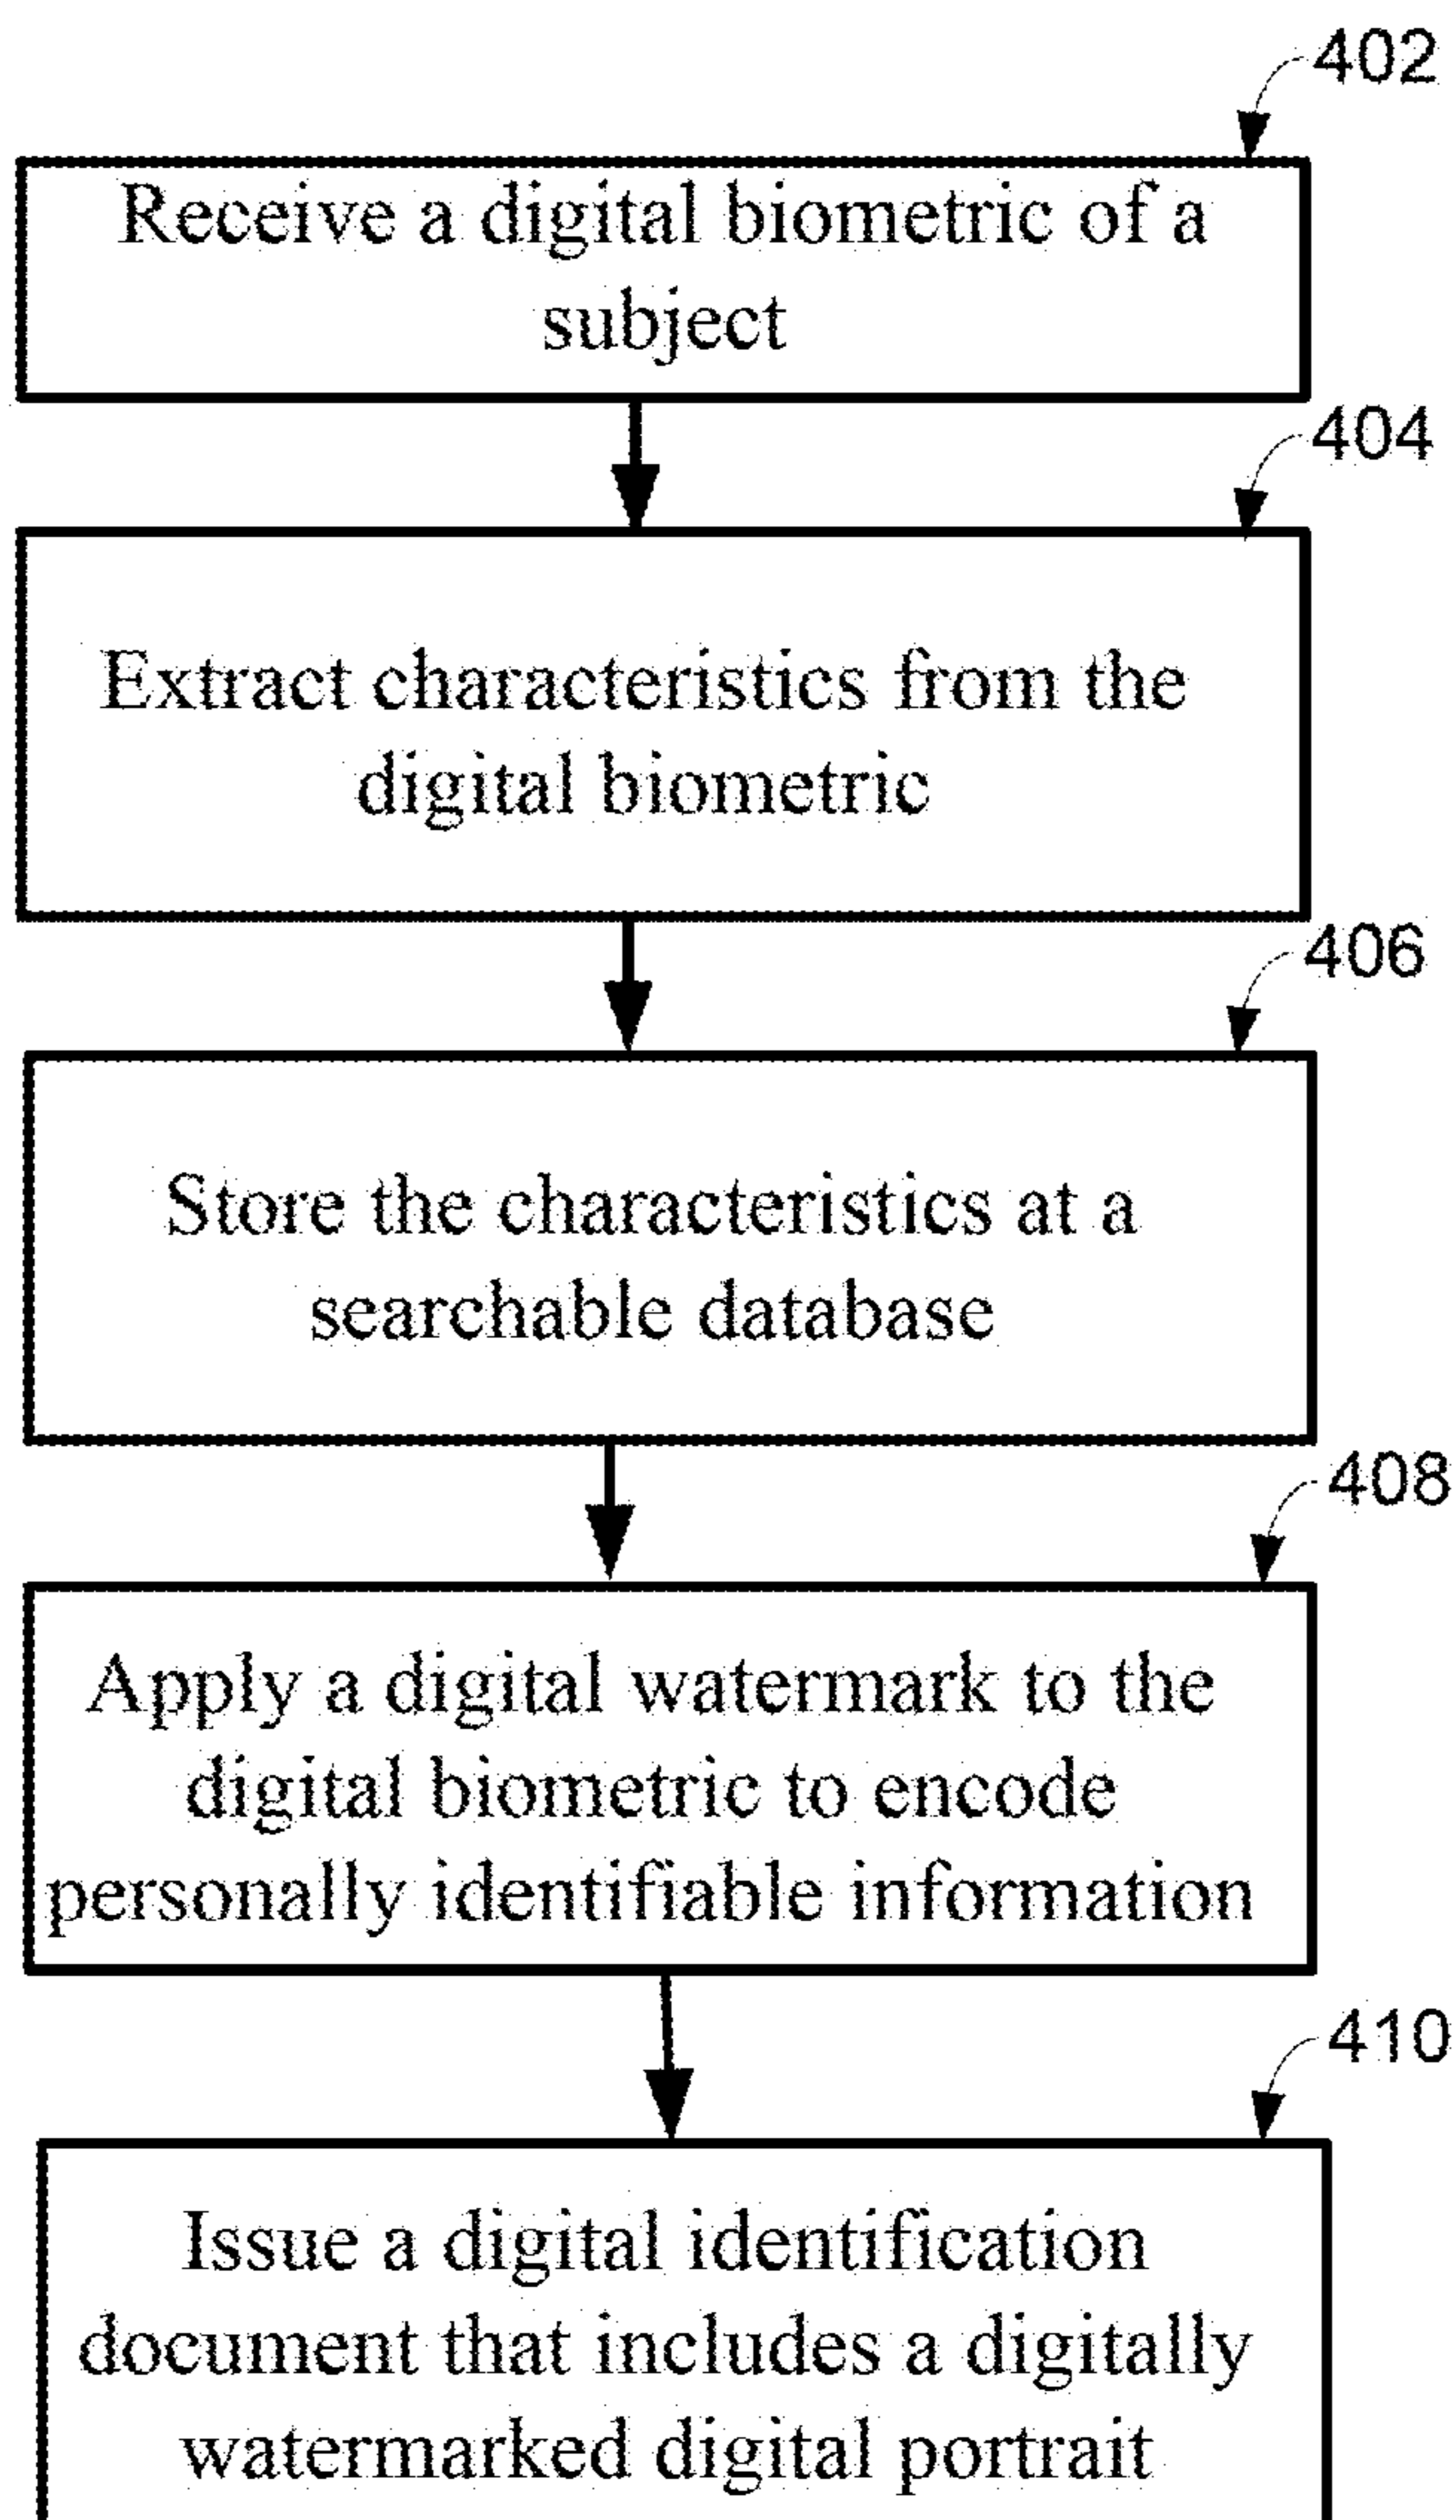 402
Receive a digital biometric of a
subject
404
Extract characteristics from the
digital biometric
406
Store the characteristics at a
searchable database
408
Apply a digital watermark to the
digital biometric to encode
personally identifiable information
410
Issue a digital identification
document that includes a digitally
watermarked digital portrait